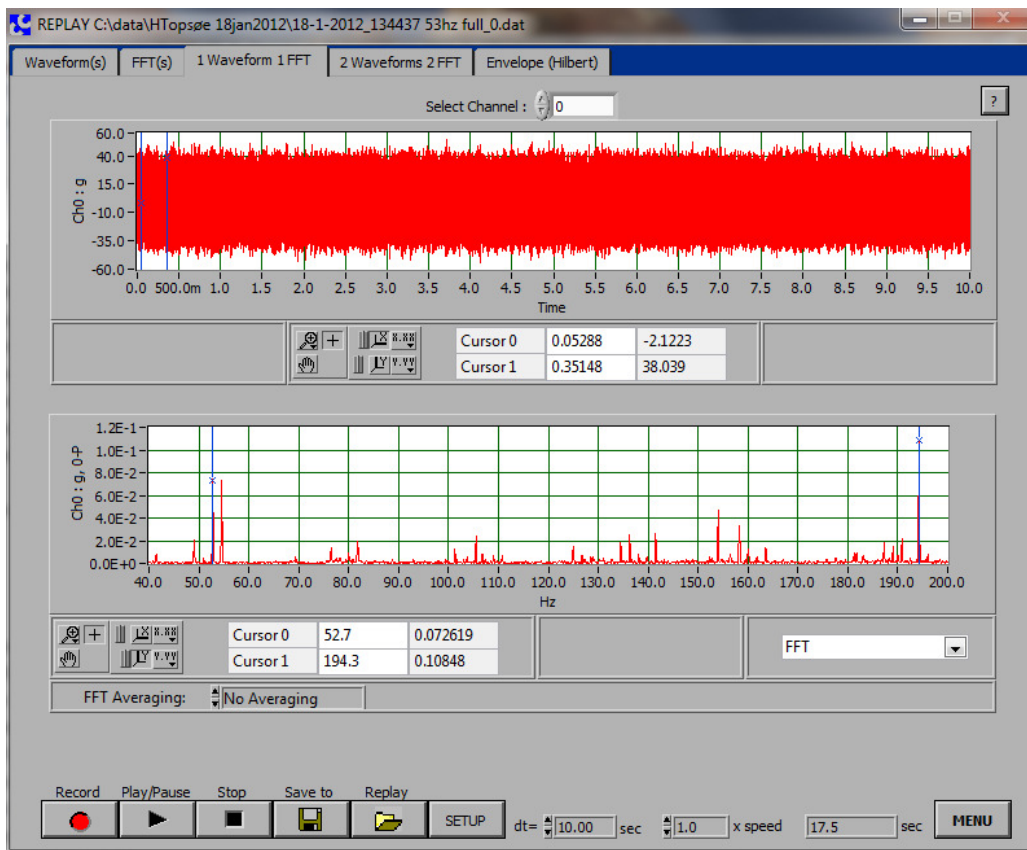 REPLAY C:\data\HTopsøe 18jan2012\18-1-2012_134437 53hz full_0.dat
Waveform(s) FFT(s) 1 Waveform 1 FFT 2 Waveforms 2 FFT Envelope (Hilbert)
Select Channel : 0 ?
Ch0 : g
60.0
40.0
15.0
-10.0
-35.0
-60.0
0.0 500.0m 1.0 1.5 2.0 2.5 3.0 3.5 4.0 4.5 5.0 5.5 6.0 6.5 7.0 7.5 8.0 8.5 9.0 9.5 10.0
Time
X 8.88 Cursor 0 0.05288 -2.1223
Y Y.YY Cursor 1 0.35148 38.039
Ch0 : g, 0-P
1.2E-1
1.0E-1
8.0E-2
6.0E-2
4.0E-2
2.0E-2
0.0E+0
40.0 50.0 60.0 70.0 80.0 90.0 100.0 110.0 120.0 130.0 140.0 150.0 160.0 170.0 180.0 190.0 200.0
Hz
X 8.88 Cursor 0 52.7 0.072619
Y Y.YY Cursor 1 194.3 0.10848
FFT
FFT Averaging: No Averaging
Record Play/Pause Stop Save to Replay
SETUP dt= 10.00 sec 1.0 x speed 17.5 sec MENU